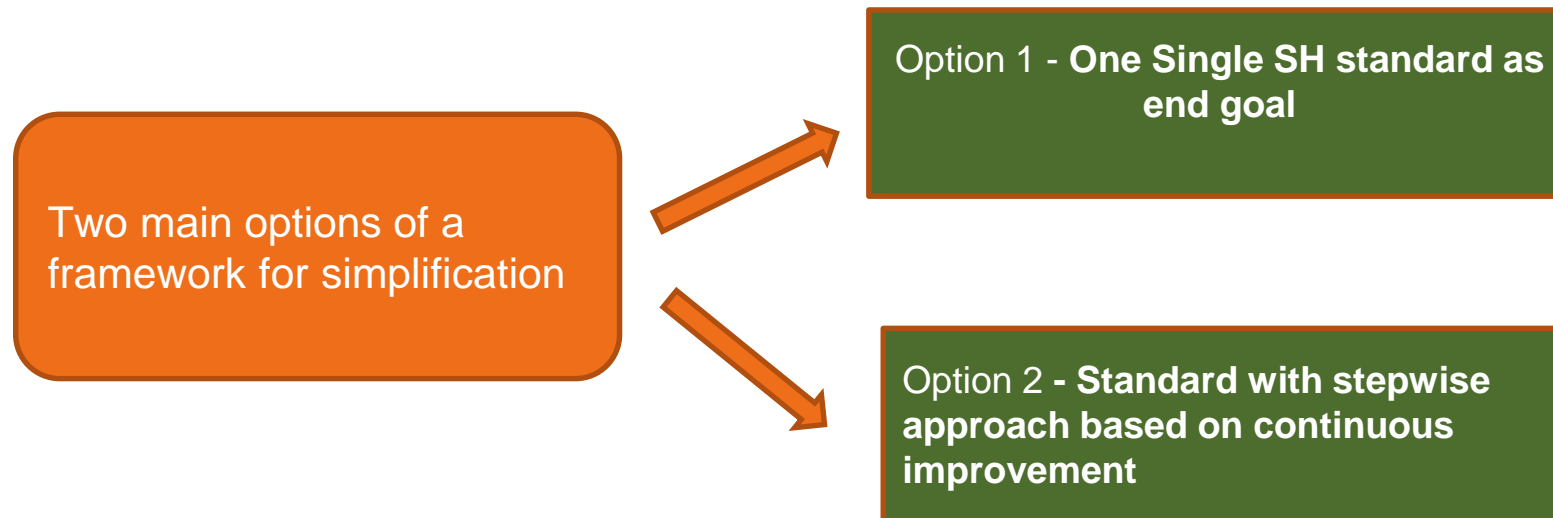 Two main options of a
framework for simplification
Option 1 - One Single SH standard as
end goal
Option 2 - Standard with stepwise
approach based on continuous
improvement